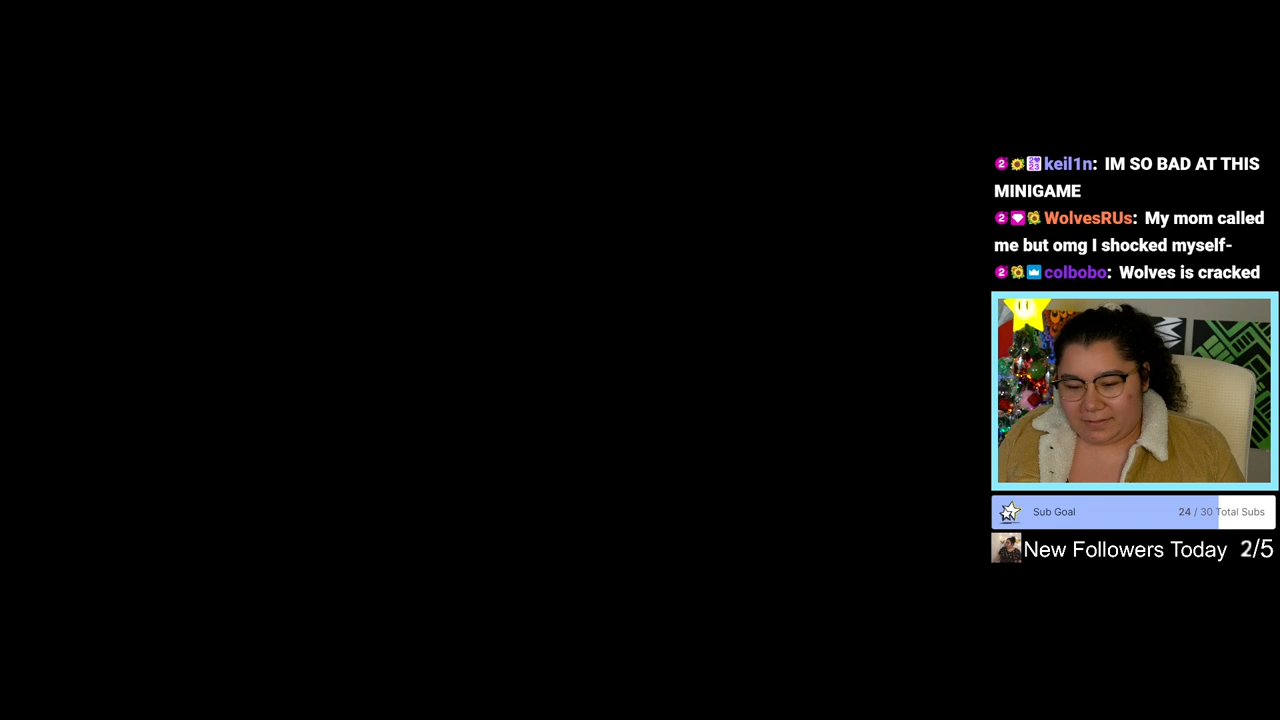 keil1n: IM SO BAD AT THIS
MINIGAME
WolvesRUs: My mom called
me but omg I shocked myself-
colbobo: Wolves is cracked
Sub Goal 24 / 30 Total Subs
New Followers Today 2/5